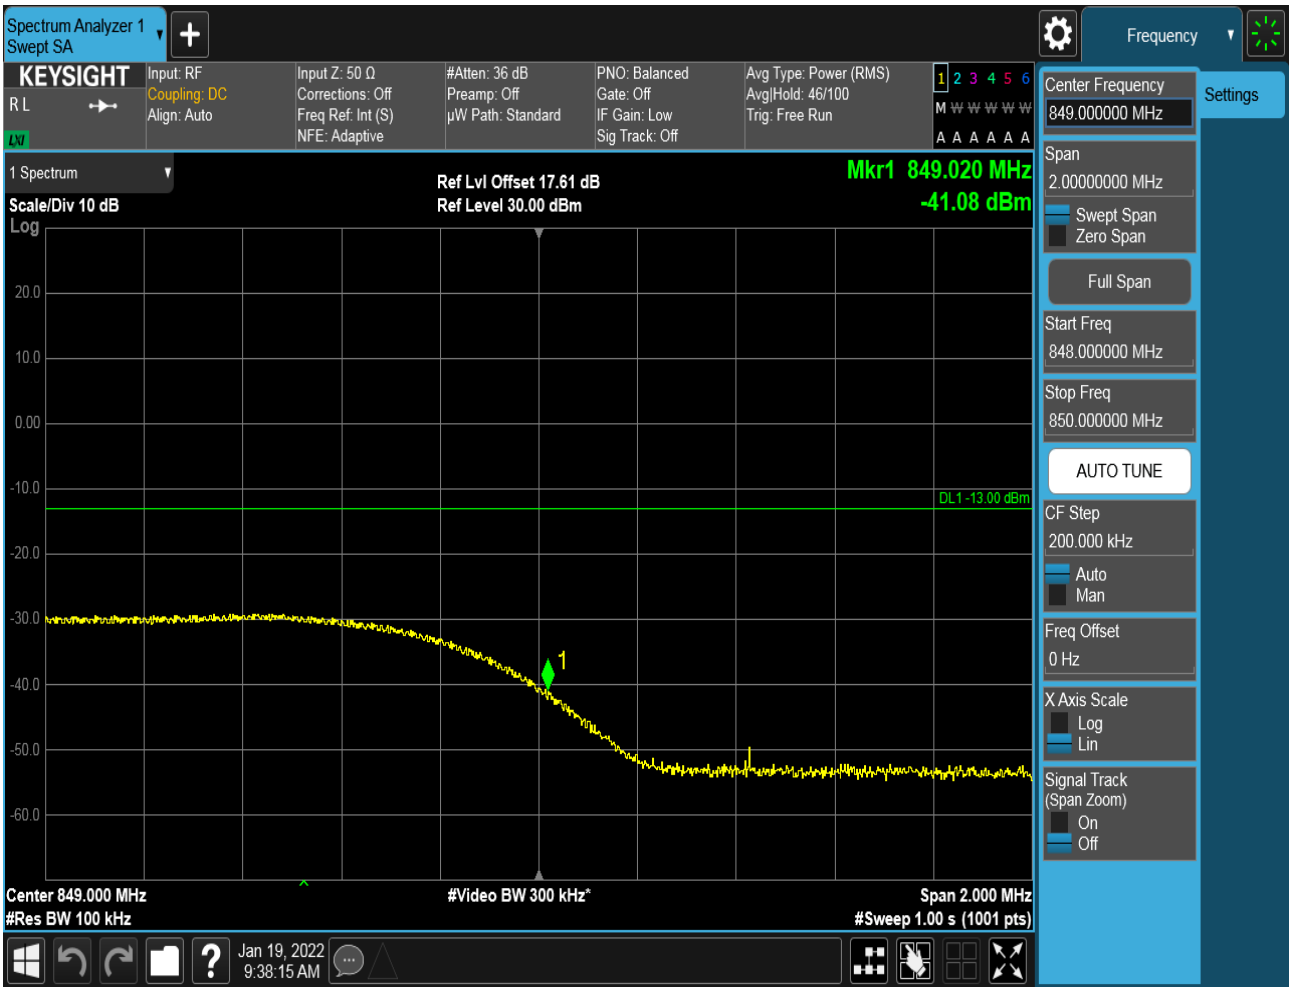 Spectrum Analyzer 1
Swept SA
Frequency
KEYSIGHT
R L
LXI
Input: RF
Coupling: DC
Align: Auto
Input Z: 50 Ω
Corrections: Off
Freq Ref: Int (S)
NFE: Adaptive
#Atten: 36 dB
Preamp: Off
µW Path: Standard
PNO: Balanced
Gate: Off
IF Gain: Low
Sig Track: Off
Avg Type: Power (RMS)
Avg|Hold: 46/100
Trig: Free Run
1 2 3 4 5 6
M W W W W W
A A A A A A
1 Spectrum
Scale/Div 10 dB
Log
Ref Lvl Offset 17.61 dB
Ref Level 30.00 dBm
Mkr1 849.020 MHz
-41.08 dBm
20.0
10.0
0.00
-10.0
-20.0
-30.0
-40.0
-50.0
-60.0
DL1 -13.00 dBm
1
Center 849.000 MHz
#Res BW 100 kHz
#Video BW 300 kHz*
Span 2.000 MHz
#Sweep 1.00 s (1001 pts)
Jan 19, 2022
9:38:15 AM
Center Frequency
849.000000 MHz
Settings
Span
2.00000000 MHz
Swept Span
Zero Span
Full Span
Start Freq
848.000000 MHz
Stop Freq
850.000000 MHz
AUTO TUNE
CF Step
200.000 kHz
Auto
Man
Freq Offset
0 Hz
X Axis Scale
Log
Lin
Signal Track
(Span Zoom)
On
Off